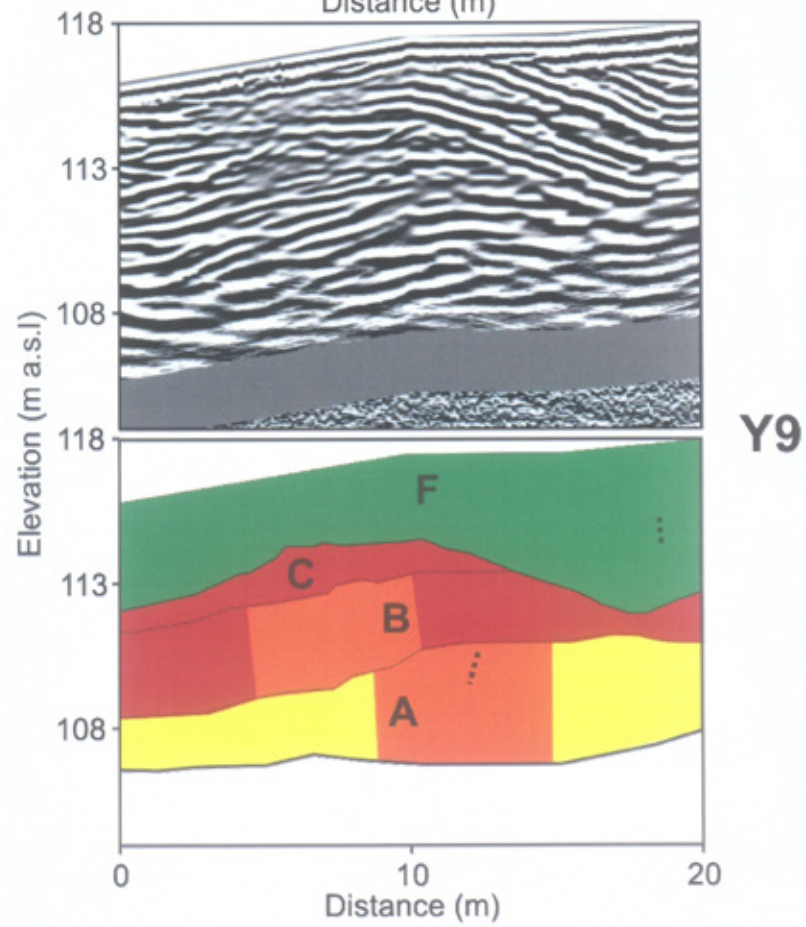 Distance (m)
118
113
108
Elevation (m a.s.l)
Y9
118
F
C
113
B
A
108
0
10
20
Distance (m)